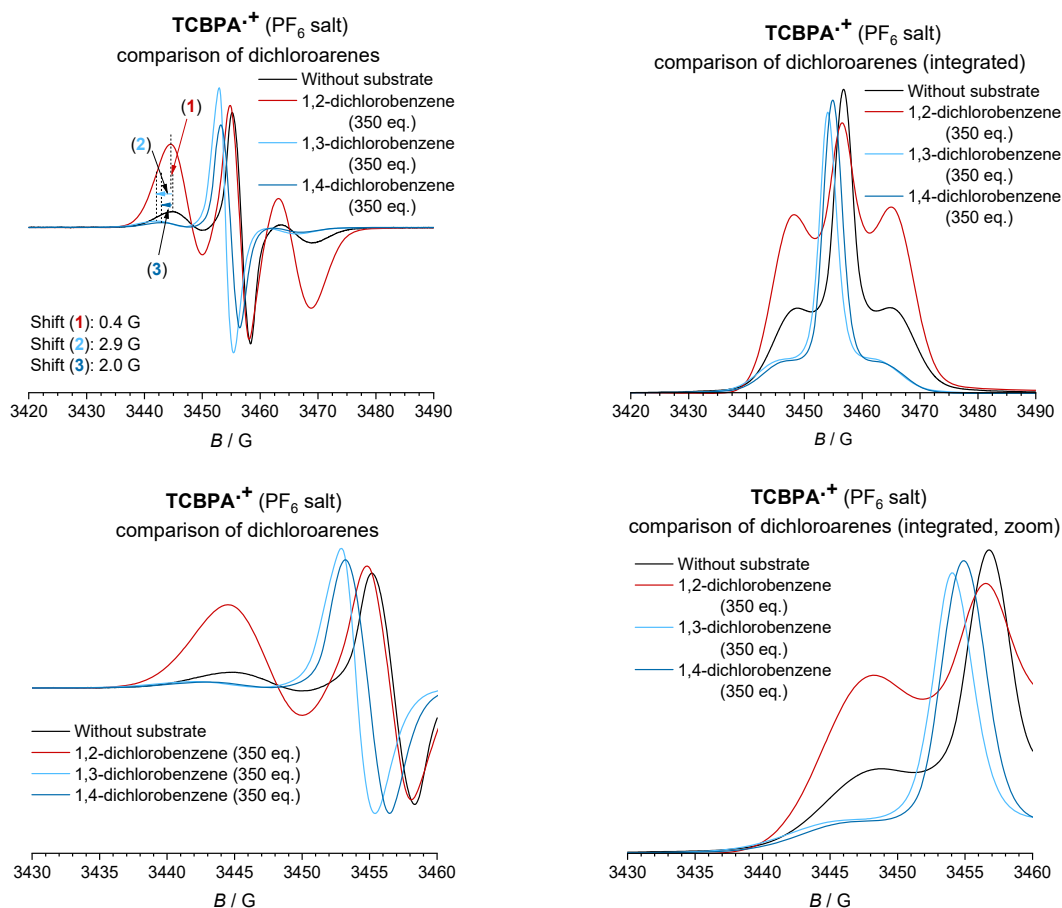 TCBPA·+ (PF6 salt)
comparison of dichloroarenes
Without substrate
1,2-dichlorobenzene
(350 eq.)
1,3-dichlorobenzene
(350 eq.)
1,4-dichlorobenzene
(350 eq.)
(1)
(2)
(3)
Shift (1): 0.4 G
Shift (2): 2.9 G
Shift (3): 2.0 G
3420 3430 3440 3450 3460 3470 3480 3490
B / G
TCBPA·+ (PF6 salt)
comparison of dichloroarenes (integrated)
Without substrate
1,2-dichlorobenzene
(350 eq.)
1,3-dichlorobenzene
(350 eq.)
1,4-dichlorobenzene
(350 eq.)
3420 3430 3440 3450 3460 3470 3480 3490
B / G
TCBPA·+ (PF6 salt)
comparison of dichloroarenes
Without substrate
1,2-dichlorobenzene (350 eq.)
1,3-dichlorobenzene (350 eq.)
1,4-dichlorobenzene (350 eq.)
3430 3435 3440 3445 3450 3455 3460
B / G
TCBPA·+ (PF6 salt)
comparison of dichloroarenes (integrated, zoom)
Without substrate
1,2-dichlorobenzene
(350 eq.)
1,3-dichlorobenzene
(350 eq.)
1,4-dichlorobenzene
(350 eq.)
3430 3435 3440 3445 3450 3455 3460
B / G